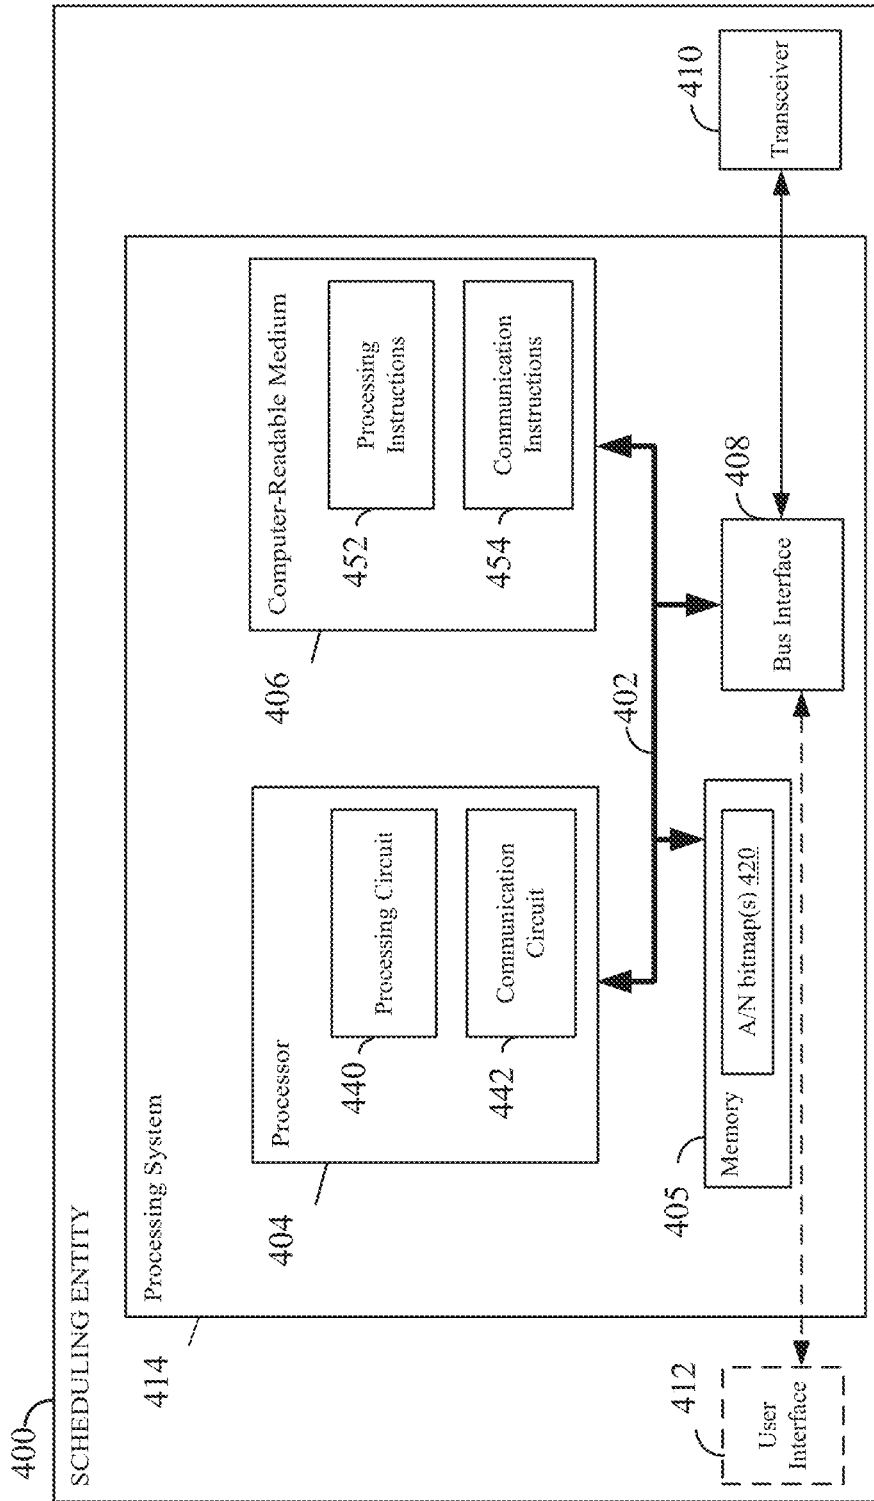 400
SCHEDULING ENTITY
414
Processing System
404
Processor
440
Processing Circuit
442
Communication
Circuit
406
Computer-Readable Medium
452
Processing
Instructions
454
Communication
Instructions
402
405
Memory
A/N bitmap(s) 420
408
Bus Interface
412
User
Interface
410
Transceiver